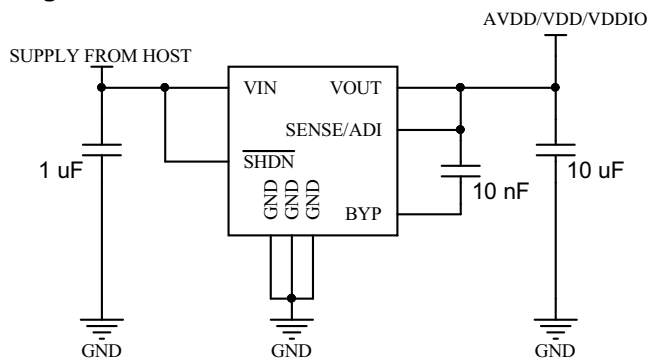 AVDD/VDD/VDDIO
SUPPLY FROM HOST
VIN VOUT
SENSE/ADI
SHDN
1 uF
10 nF
10 uF
GND GND GND
BYP
GND
GND
GND